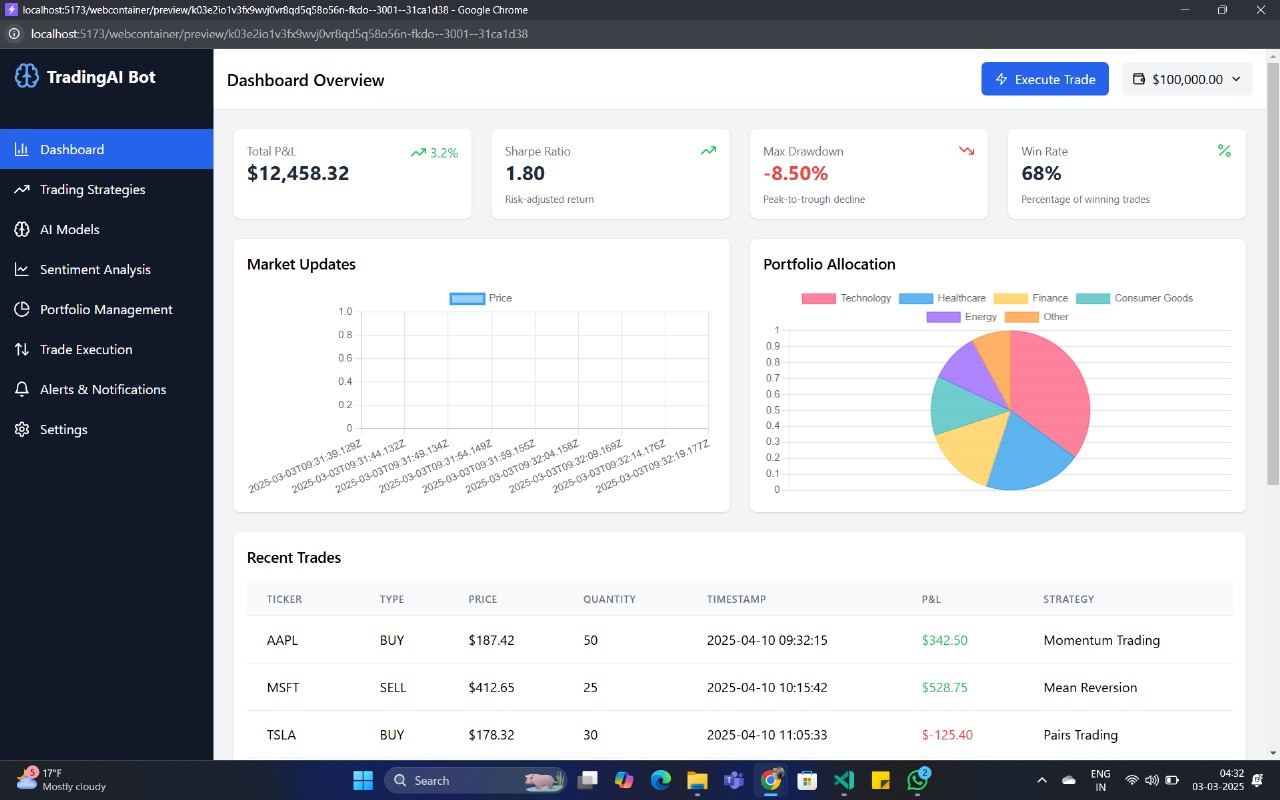 localhost:5173/webcontainer/preview/k03e2io1v3fx9wvj0vr8qd5q58o56n-fkdo--3001--31ca1d38 - Google Chrome
localhost:5173/webcontainer/preview/k03e2io1v3fx9wvj0vr8qd5q58o56n-fkdo--3001--31ca1d38
TradingAI Bot
Dashboard
Trading Strategies
AI Models
Sentiment Analysis
Portfolio Management
Trade Execution
Alerts & Notifications
Settings
Dashboard Overview
Execute Trade
$100,000.00
Total P&L
3.2%
$12,458.32
Sharpe Ratio
1.80
Risk-adjusted return
Max Drawdown
-8.50%
Peak-to-trough decline
Win Rate
68%
Percentage of winning trades
Market Updates
Price
1.0
0.8
0.6
0.4
0.2
0
2025-03-03T09:31:39.129Z
2025-03-03T09:31:44.132Z
2025-03-03T09:31:49.134Z
2025-03-03T09:31:54.149Z
2025-03-03T09:31:59.155Z
2025-03-03T09:32:04.158Z
2025-03-03T09:32:09.169Z
2025-03-03T09:32:14.176Z
2025-03-03T09:32:19.177Z
Portfolio Allocation
Technology Healthcare Finance Consumer Goods
Energy Other
1
0.9
0.8
0.7
0.6
0.5
0.4
0.3
0.2
0.1
0
Recent Trades
TICKER TYPE PRICE QUANTITY TIMESTAMP P&L STRATEGY
AAPL BUY $187.42 50 2025-04-10 09:32:15 $342.50 Momentum Trading
MSFT SELL $412.65 25 2025-04-10 10:15:42 $528.75 Mean Reversion
TSLA BUY $178.32 30 2025-04-10 11:05:33 $-125.40 Pairs Trading
5
17°F
Mostly cloudy
Search
2
ENG
IN
04:32
03-03-2025